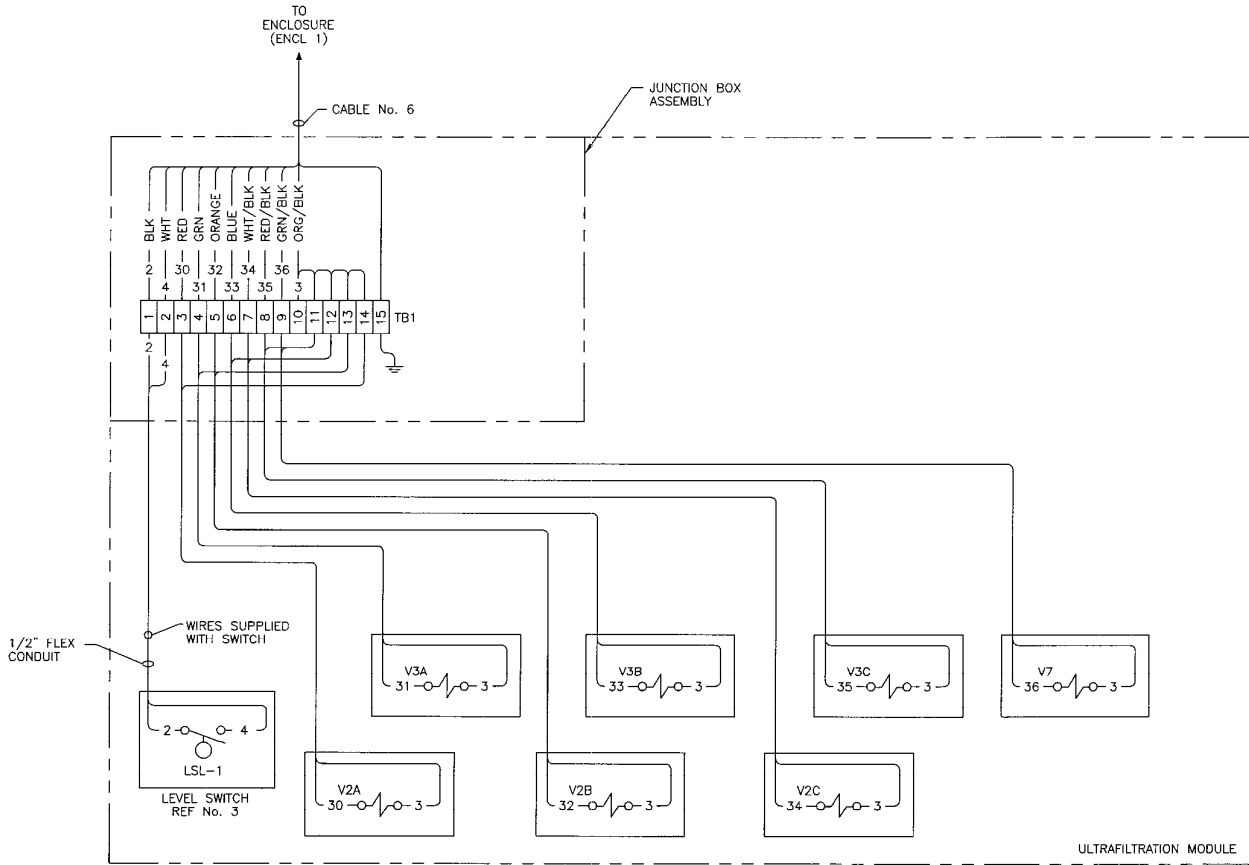 TO
ENCLOSURE
(ENCL 1)
CABLE No. 6
JUNCTION BOX
ASSEMBLY
BLK
WHT
RED
GRN
ORANGE
BLUE
WHT/BLK
RED/BLK
GRN/BLK
ORG/BLK
2 30 32 34 36
4 31 33 35 3
1 2 3 4 5 6 7 8 9 10 11 12 13 14 15 TB1
2
4
WIRES SUPPLIED
WITH SWITCH
1/2" FLEX
CONDUIT
V3A
31 3
V3B
33 3
V3C
35 3
V7
36 3
2 4
LSL-1
LEVEL SWITCH
REF No. 3
V2A
30 3
V2B
32 3
V2C
34 3
ULTRAFILTRATION MODULE